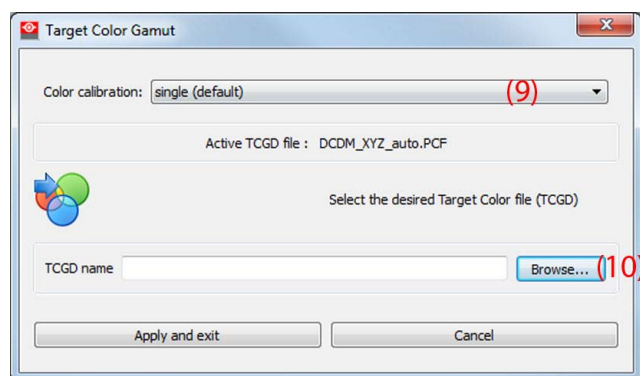 Target Color Gamut
Color calibration: single (default) (9)
Active TCGD file : DCDM_XYZ_auto.PCF
Select the desired Target Color file (TCGD)
TCGD name Browse... (10)
Apply and exit Cancel